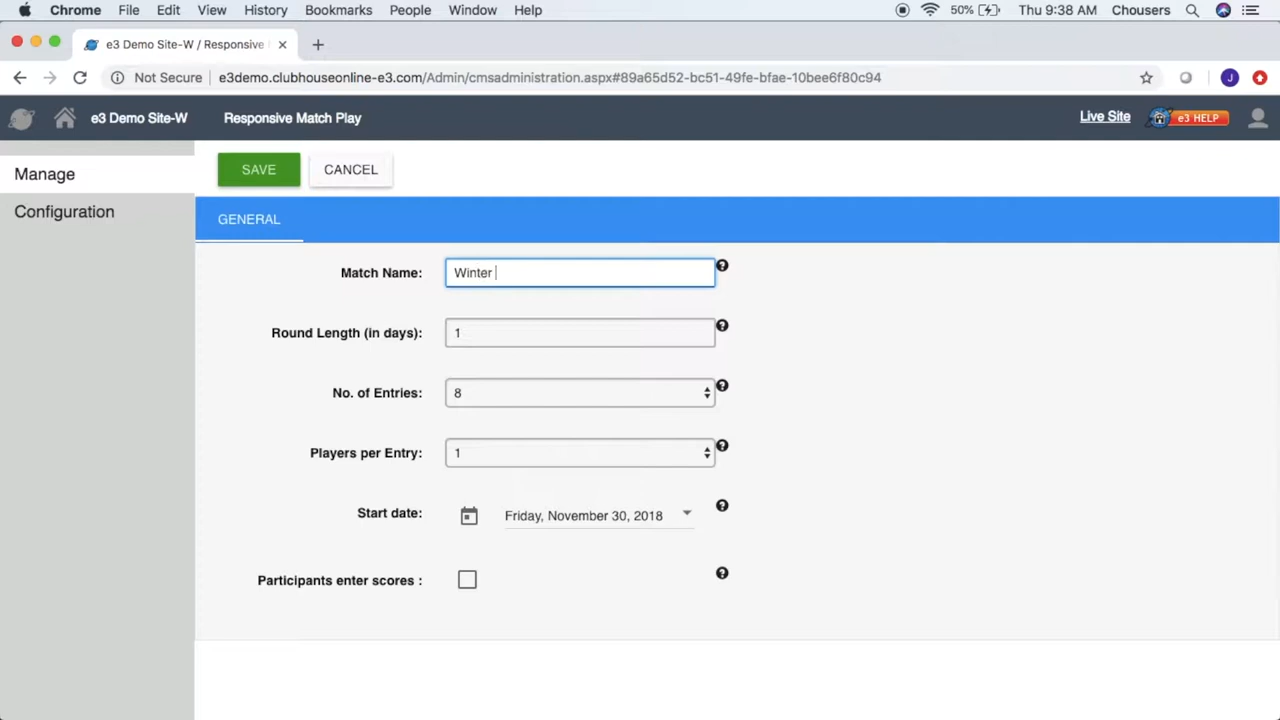 Chrome File Edit View History Bookmarks People Window Help 50% Thu 9:38 AM Chousers
e3 Demo Site-W / Responsive
Not Secure e3demo.clubhouseonline-e3.com/Admin/cmsadministration.aspx#89a65d52-bc51-49fe-bfae-10bee6f80c94 J
e3 Demo Site-W Responsive Match Play Live Site e3 HELP
Manage
Configuration
SAVE CANCEL
GENERAL
Match Name: Winter
Round Length (in days): 1
No. of Entries: 8
Players per Entry: 1
Start date: Friday, November 30, 2018
Participants enter scores :